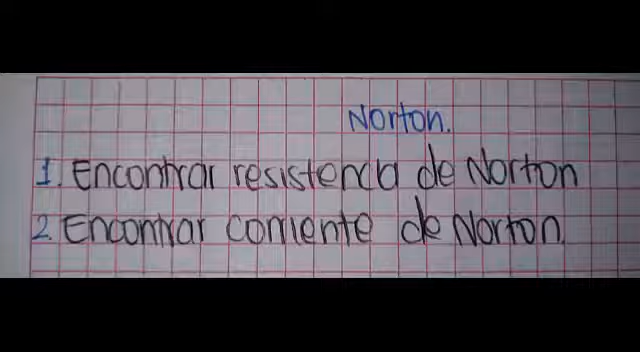 Norton.
1. Encontrar resistencia de Norton
2. Encontrar corriente de Norton.